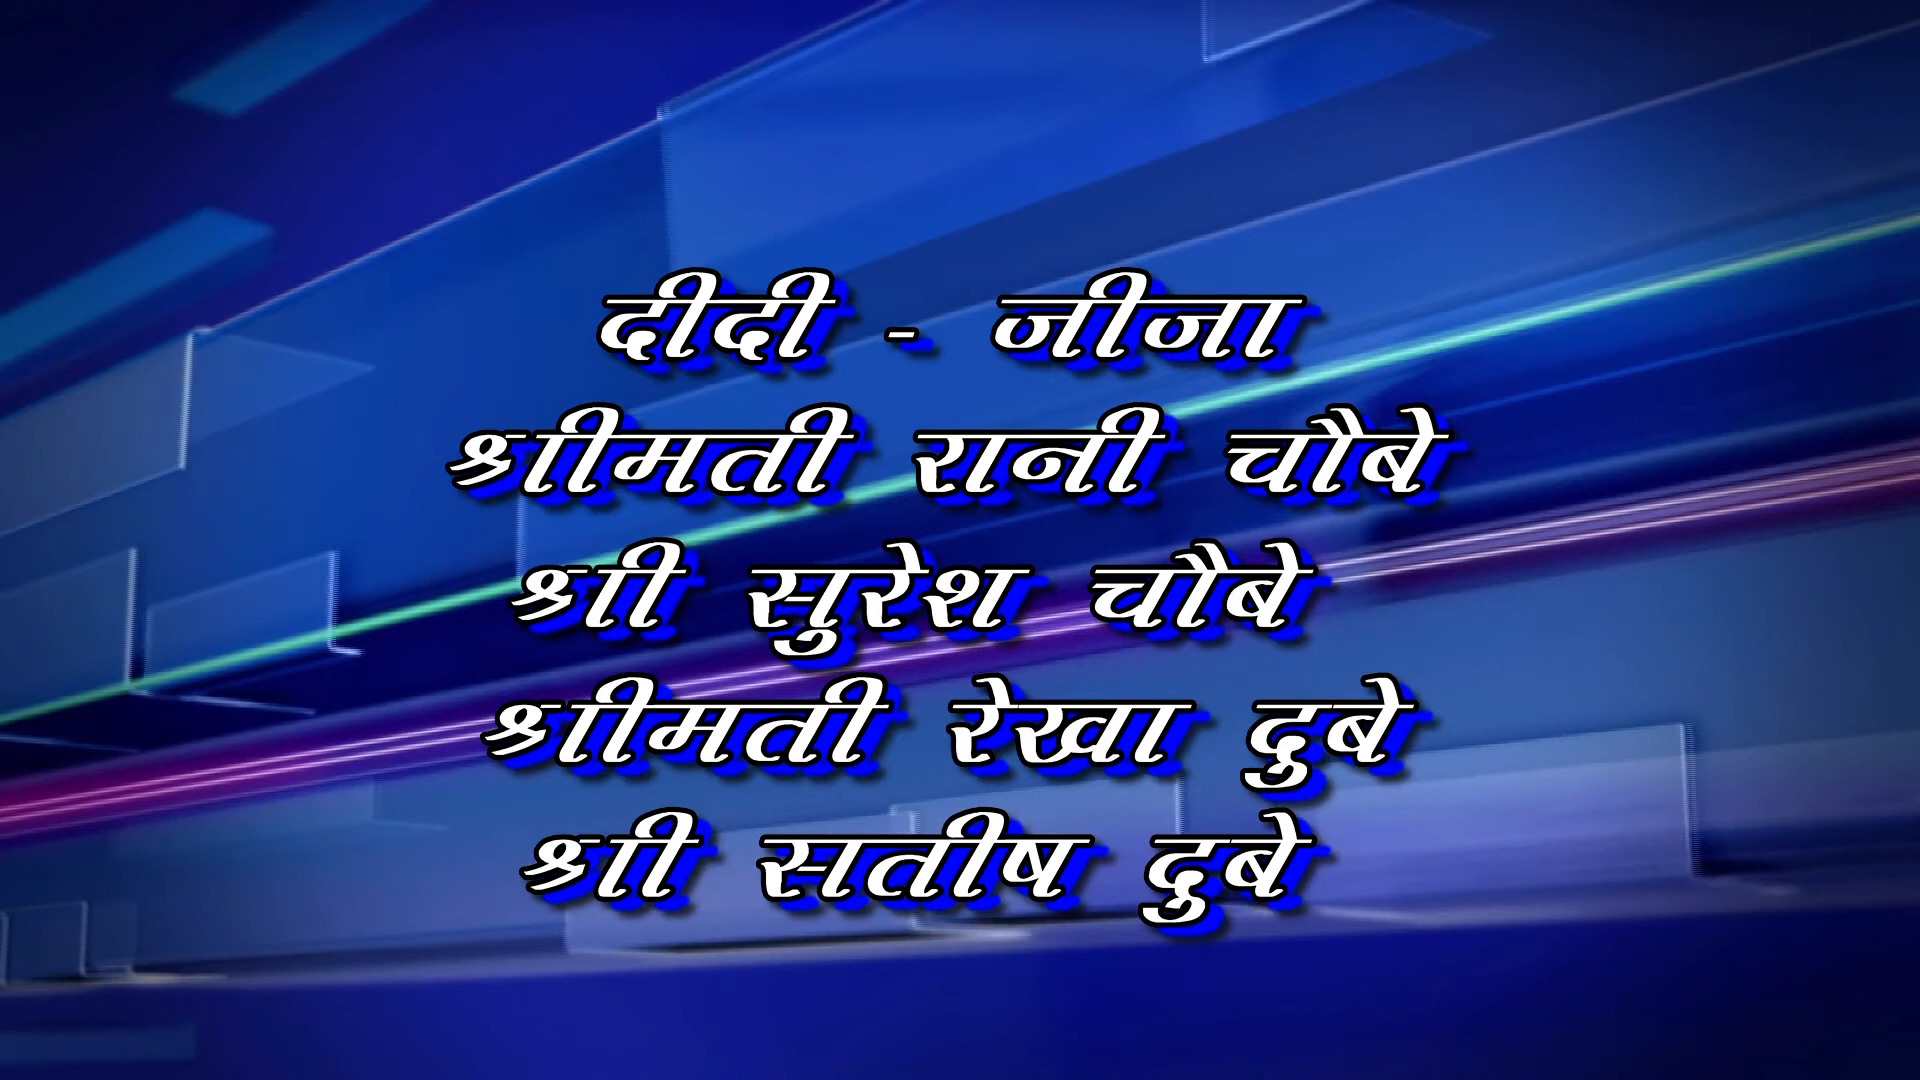 दीदी - जीजा
श्रीमती रानी चौबे
श्री सुरेश चौबे
श्रीमती रेखा दुबे
श्री सतीष दुबे